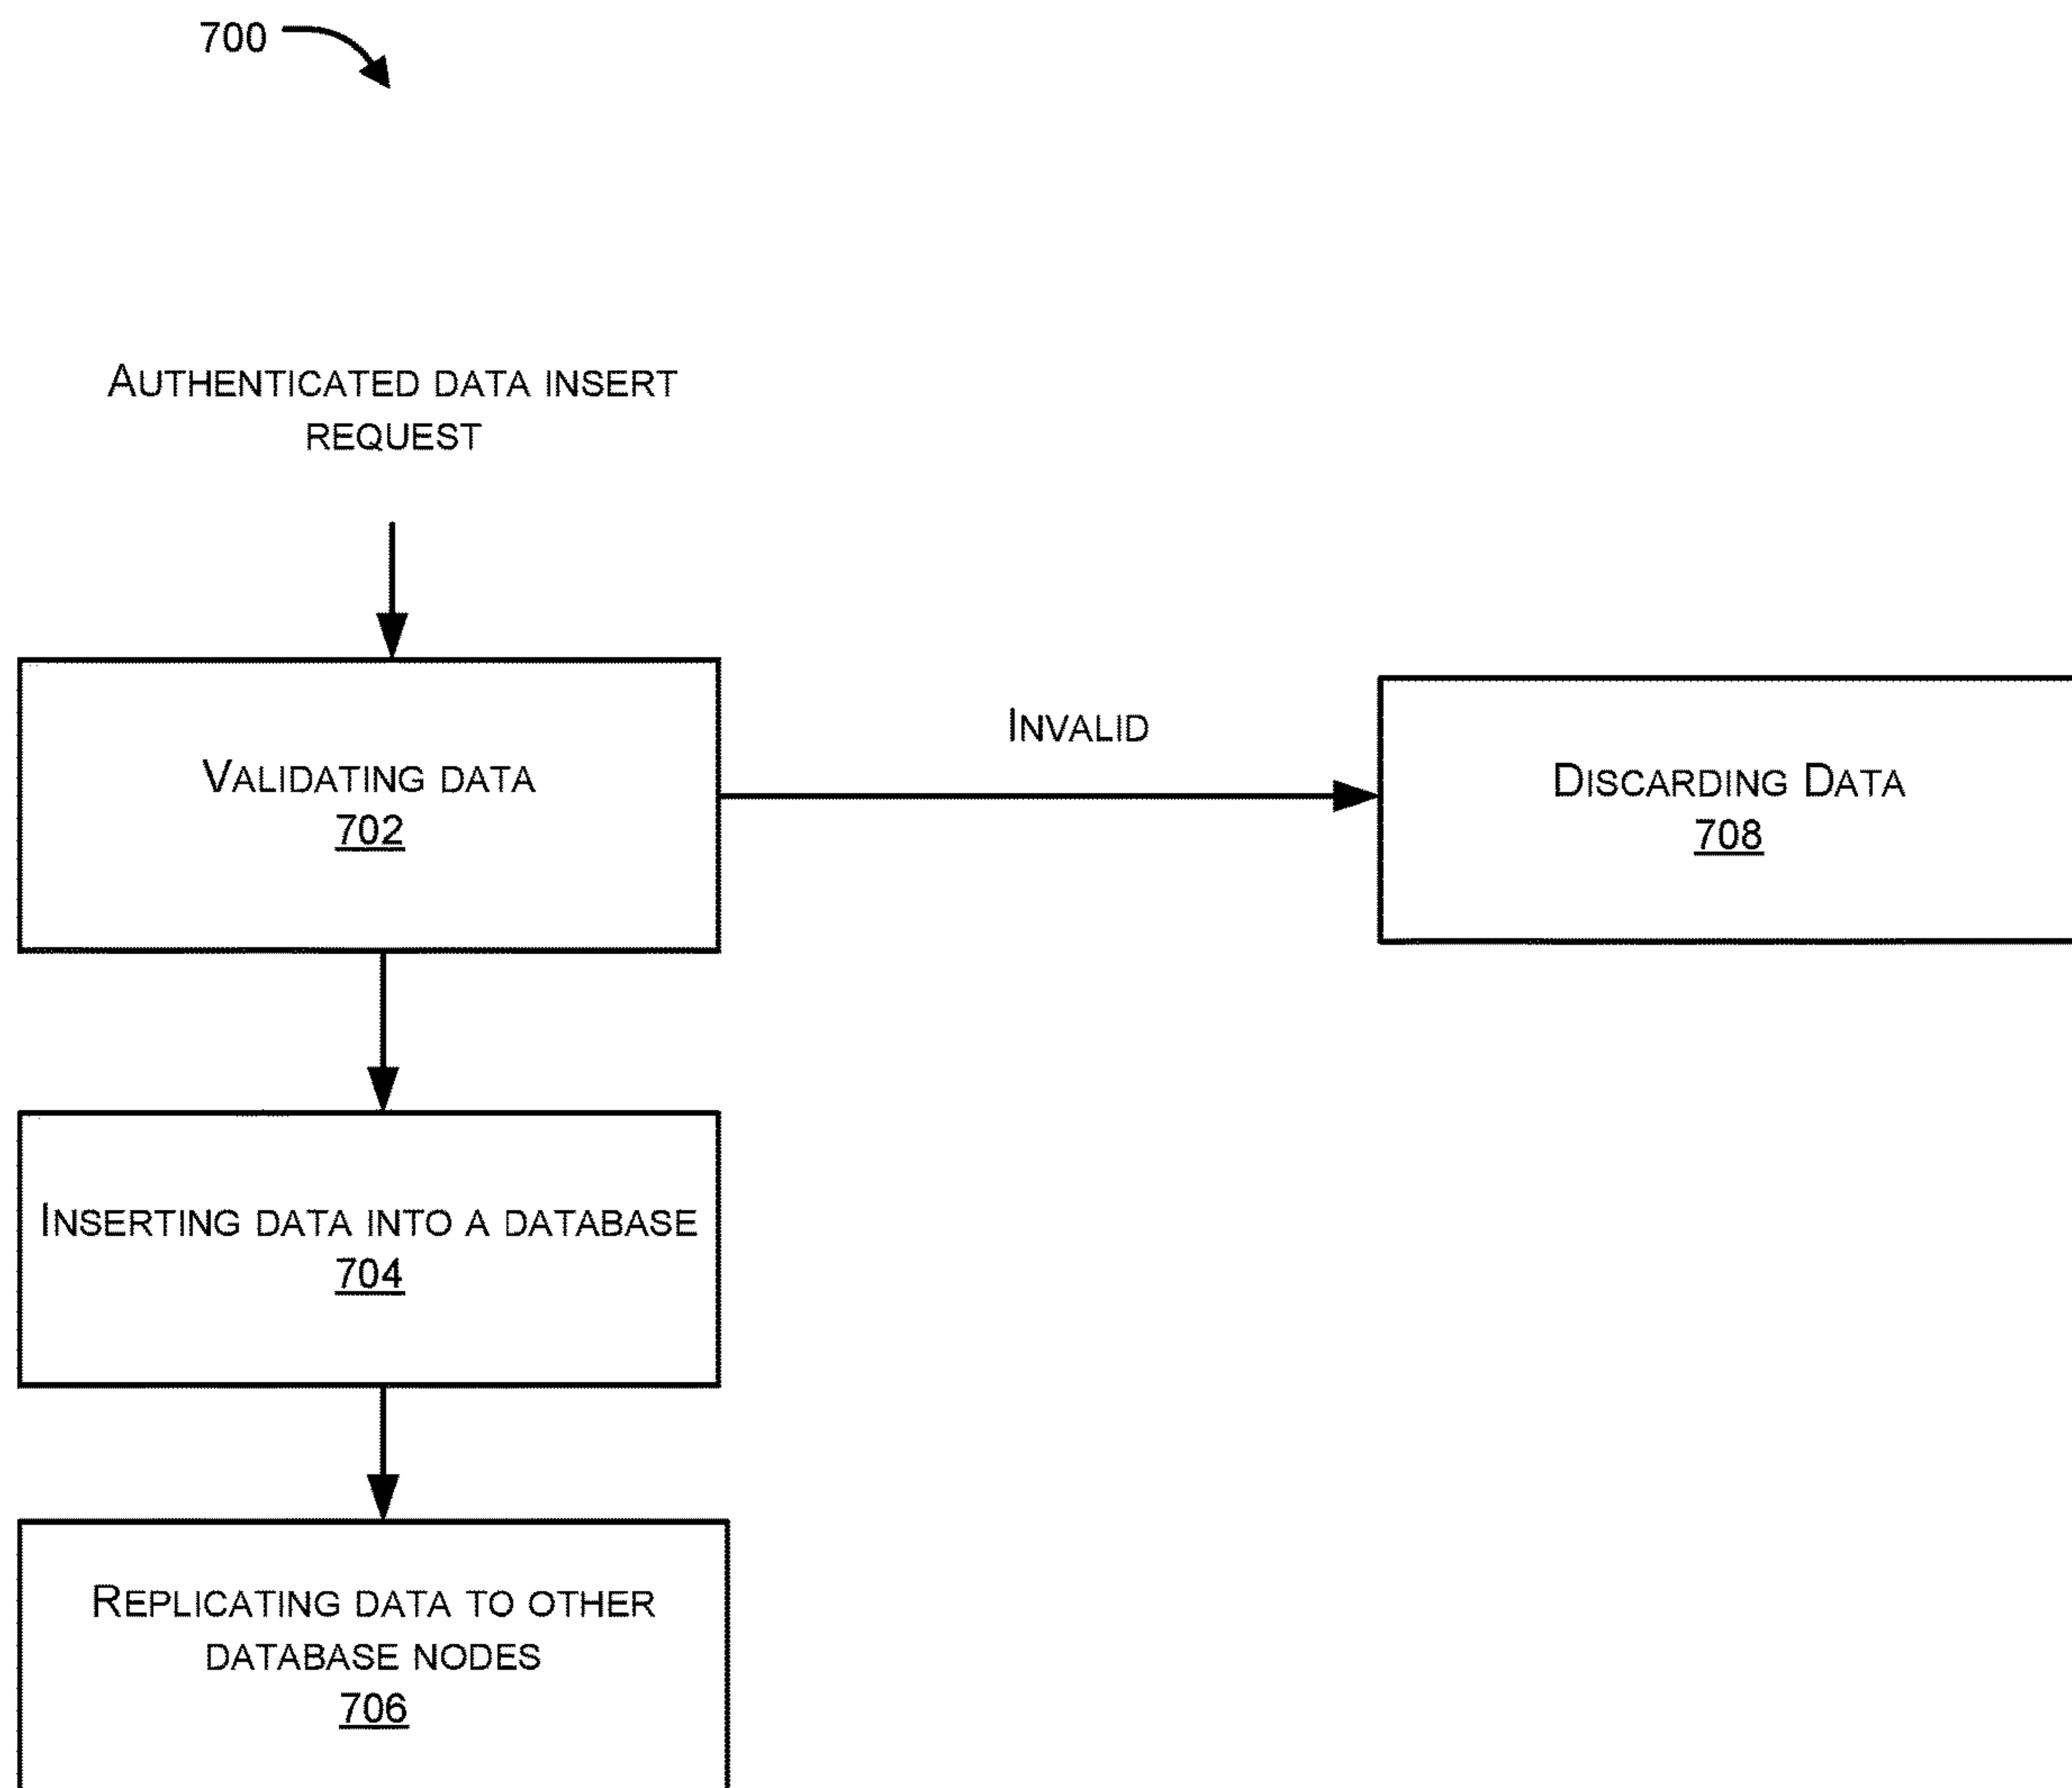 700
AUTHENTICATED DATA INSERT
REQUEST
VALIDATING DATA
702
INVALID
DISCARDING DATA
708
INSERTING DATA INTO A DATABASE
704
REPLICATING DATA TO OTHER
DATABASE NODES
706